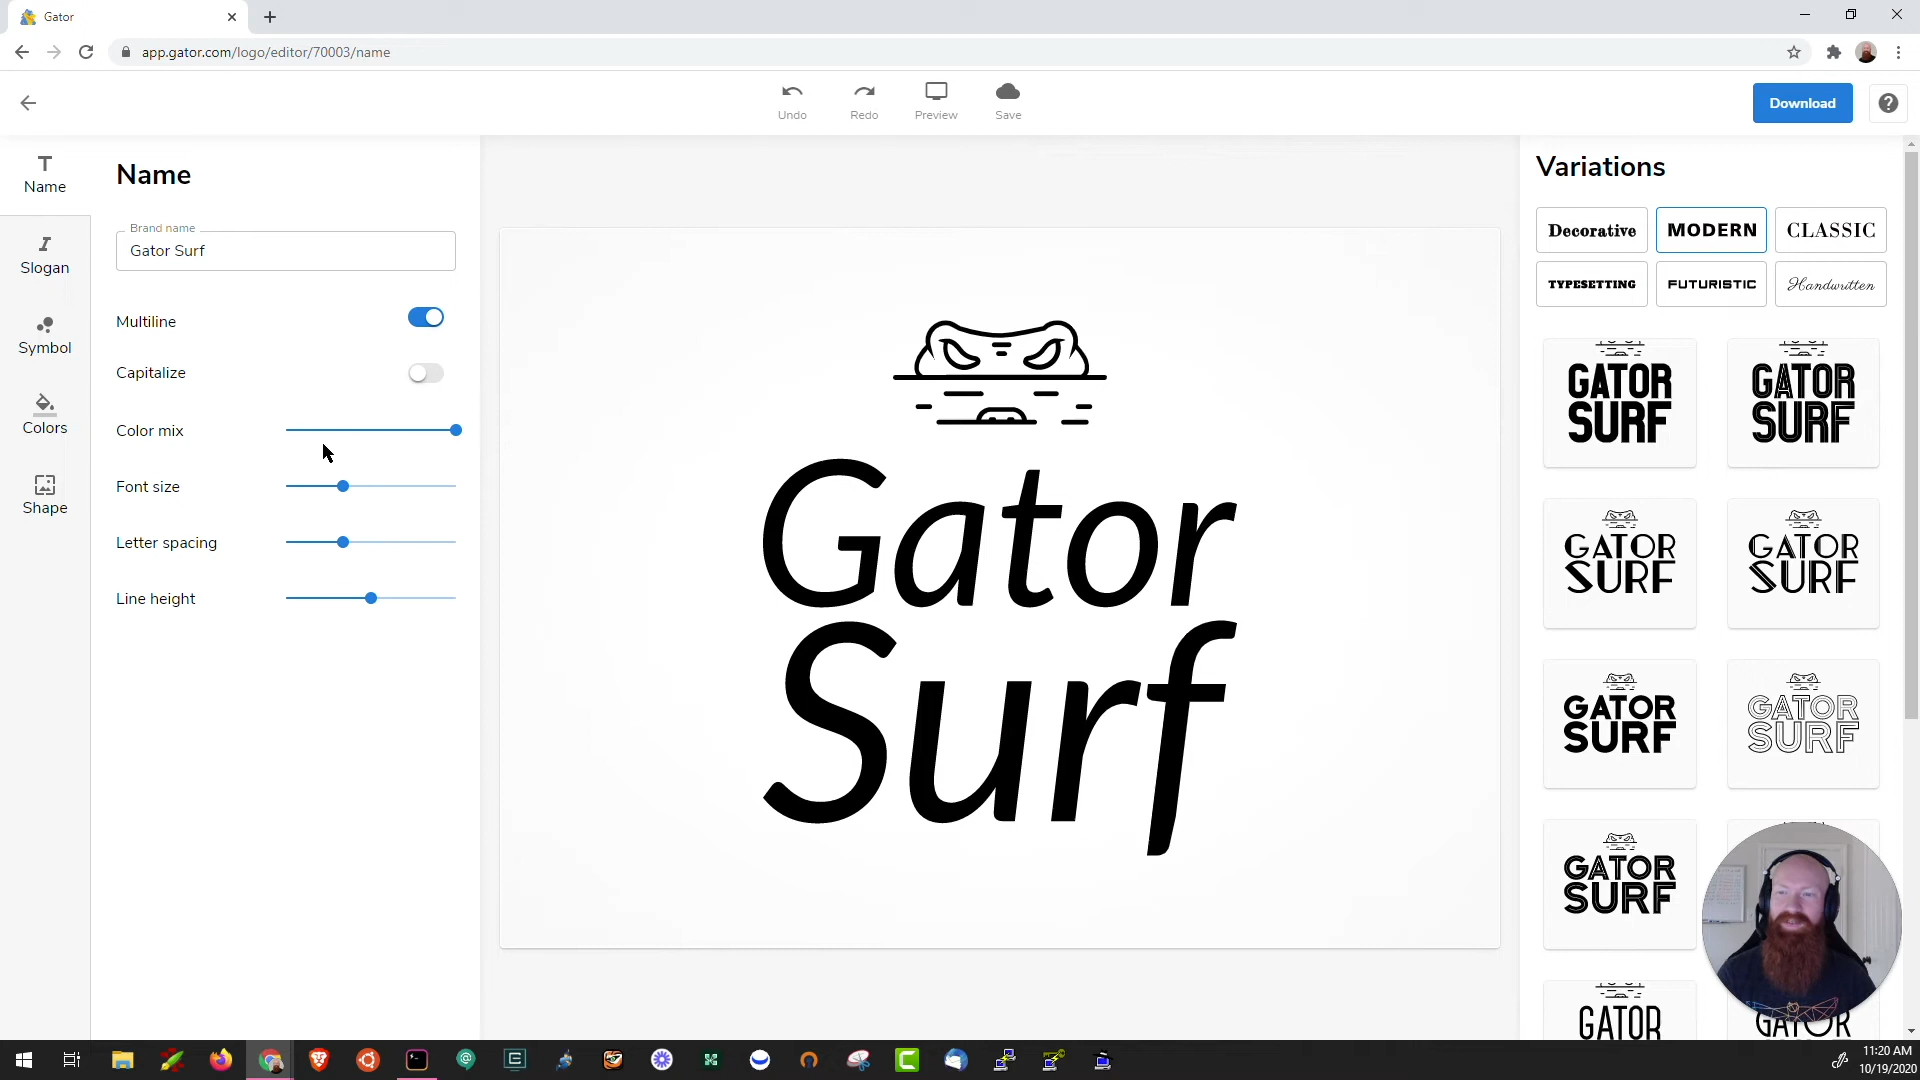 Gator
app.gator.com/logo/editor/70003/name
Undo
Redo
Preview
Save
Download
Name
Slogan
Symbol
Colors
Shape
Name
Brand name
Gator Surf
Multiline
Capitalize
Color mix
Font size
Letter spacing
Line height
Gator
Surf
Variations
Decorative
MODERN
CLASSIC
TYPESETTING
FUTURISTIC
Handwritten
GATOR
SURF
GATOR
SURF
GATOR
SURF
GATOR
SURF
GATOR
SURF
GATOR
SURF
GATOR
SURF
GATOR
GATOR
11:20 AM
10/19/2020